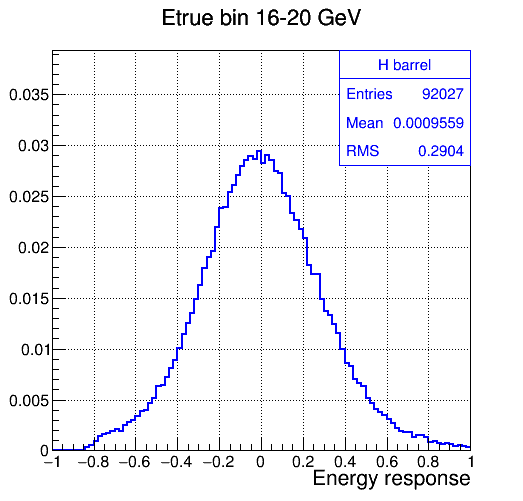 Etrue bin 16-20 GeV
H barrel
Entries 92027
Mean 0.0009559
RMS 0.2904
0.035
0.03
0.025
0.02
0.015
0.01
0.005
0
−1 −0.8 −0.6 −0.4 −0.2 0 0.2 0.4 0.6 0.8 1
Energy response